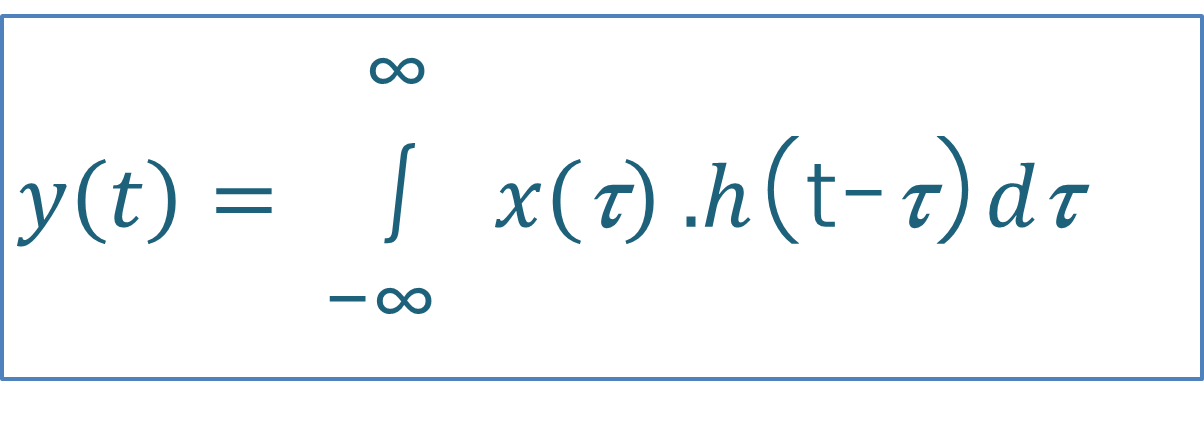 ∞
y(t) = ∫ x(τ) .h(t−τ)dτ
−∞